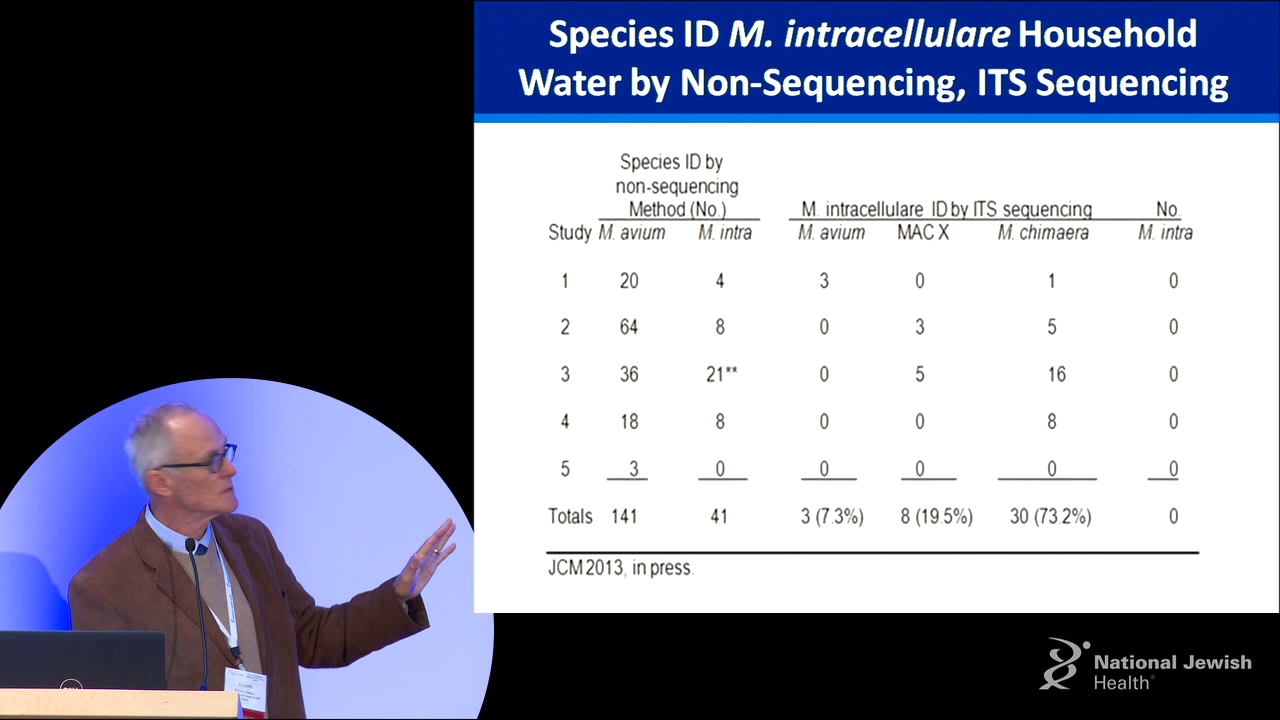 Species ID M. intracellulare Household
Water by Non-Sequencing, ITS Sequencing
Species ID by
non-sequencing
Method (No.) M. intracellulare ID by ITS sequencing No.
Study M. avium M. intra M. avium MAC X M. chimaera M. intra
1 20 4 3 0 1 0
2 64 8 0 3 5 0
3 36 21** 0 5 16 0
4 18 8 0 0 8 0
5 3 0 0 0 0 0
Totals 141 41 3 (7.3%) 8 (19.5%) 30 (73.2%) 0
JCM 2013, in press.
National Jewish
Health